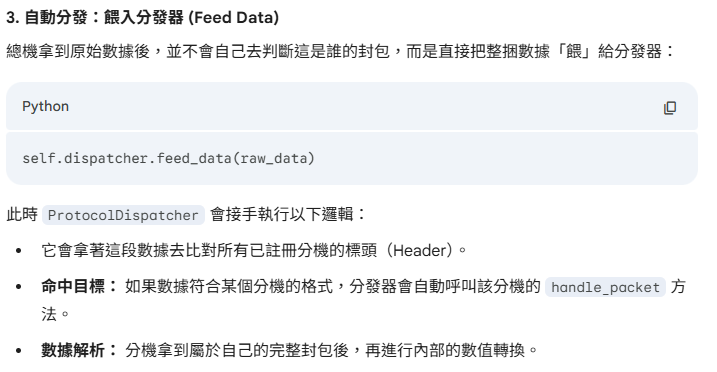 3. 自動分發：餵入分發器 (Feed Data)
總機拿到原始數據後，並不會自己去判斷這是誰的封包，而是直接把整捆數據「餵」給分發器：
Python
self.dispatcher.feed_data(raw_data)
此時 ProtocolDispatcher 會接手執行以下邏輯：
• 它會拿著這段數據去比對所有已註冊分機的標頭（Header）。
• 命中目標： 如果數據符合某個分機的格式，分發器會自動呼叫該分機的 handle_packet 方
法。
• 數據解析： 分機拿到屬於自己的完整封包後，再進行內部的數值轉換。